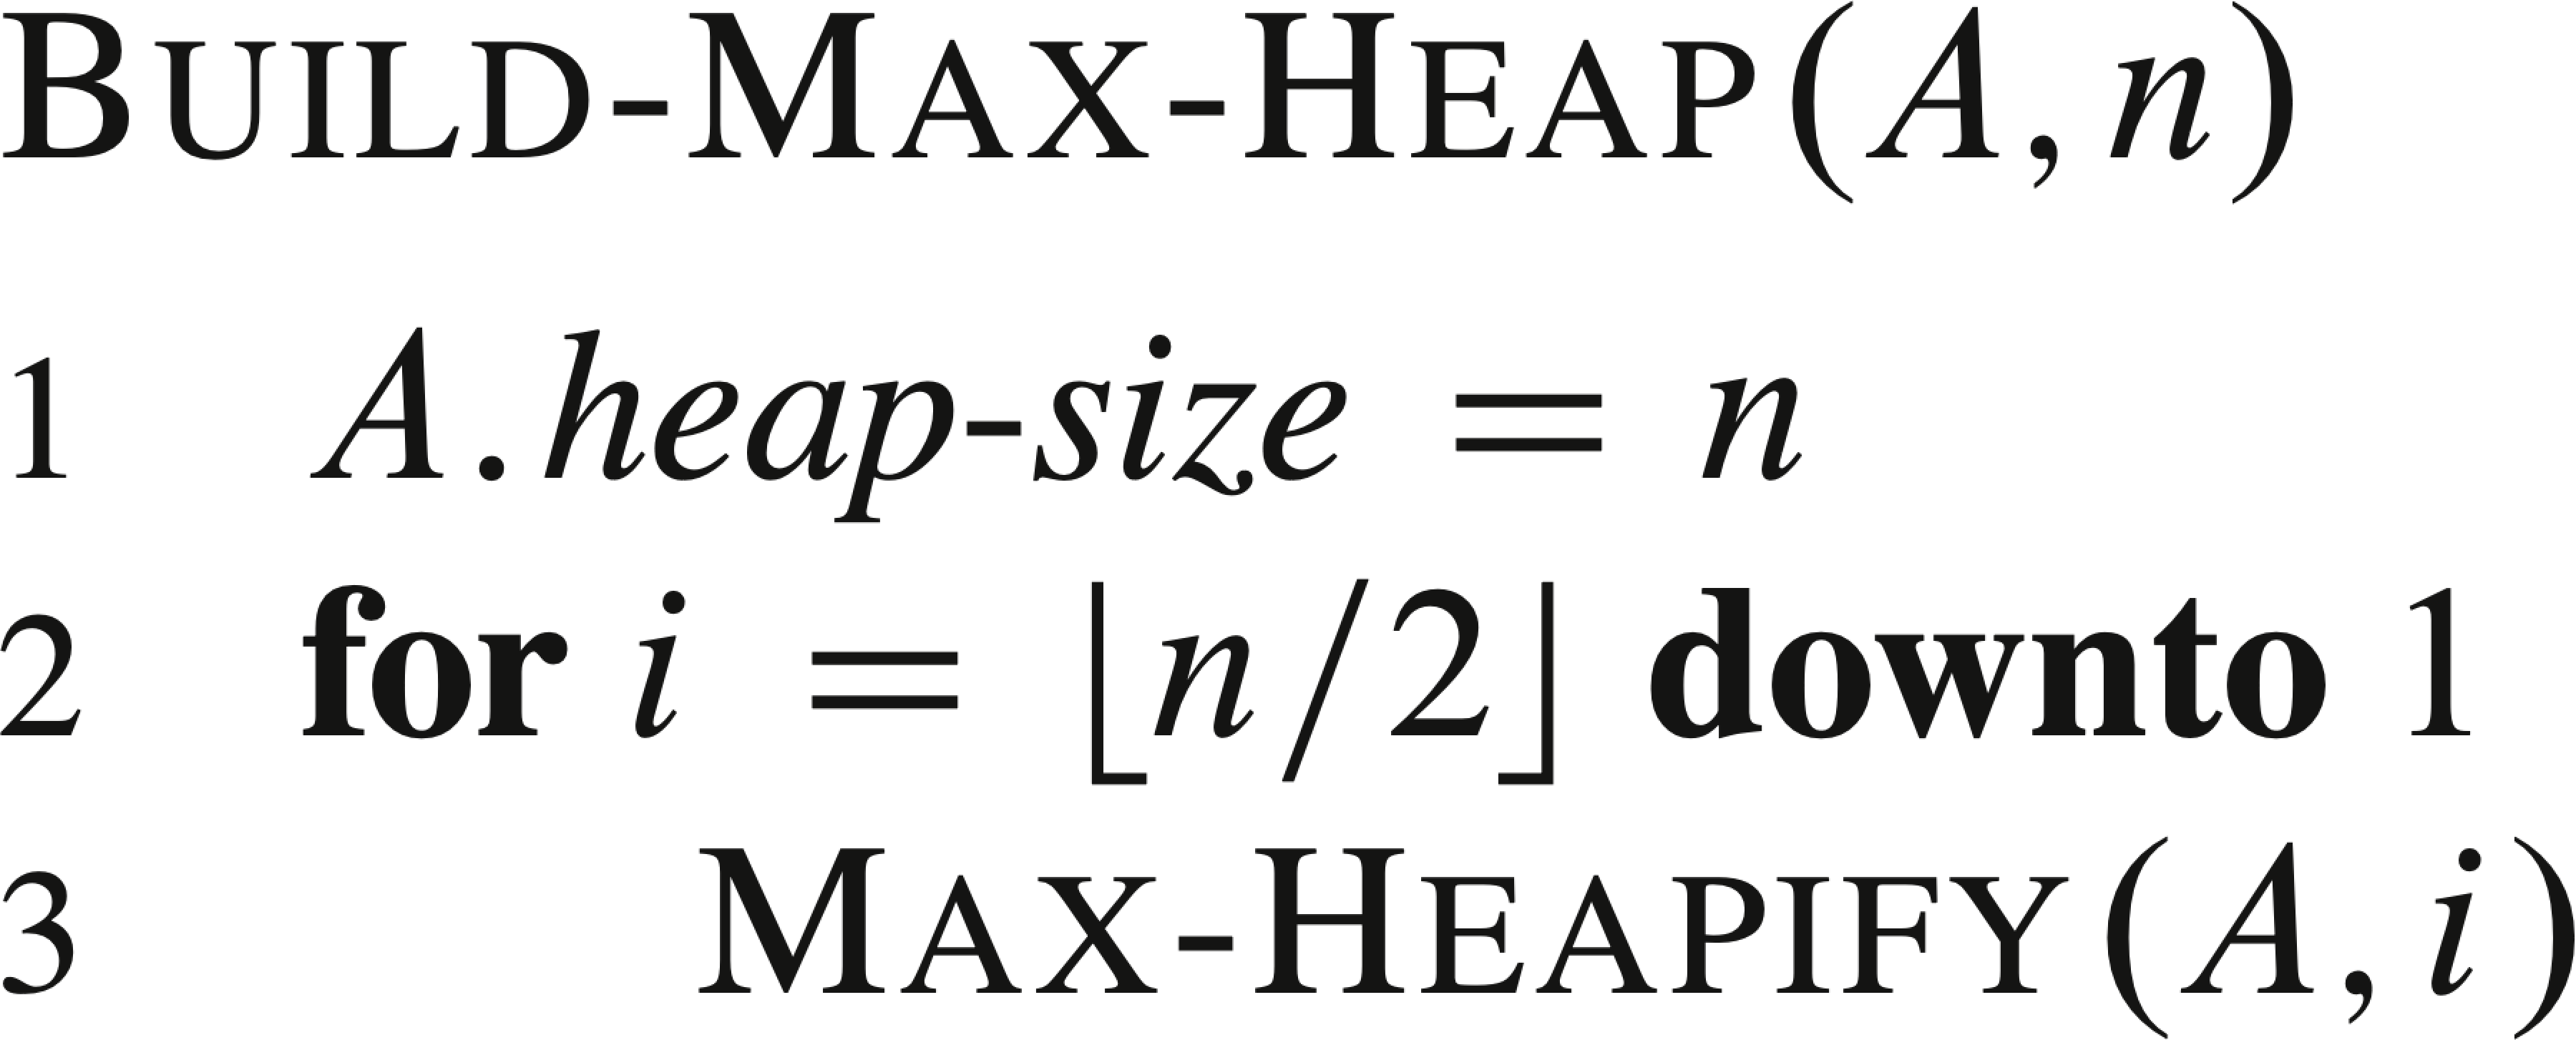 BUILD-MAX-HEAP(A, n)
1 A.heap-size = n
2 for i = ⌊n/2⌋ downto 1
3 MAX-HEAPIFY(A, i)